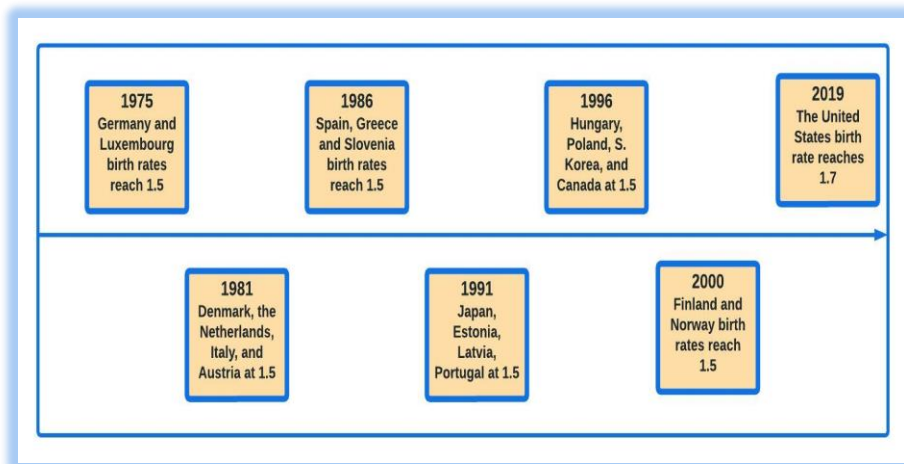 1975
Germany and
Luxembourg
birth rates
reach 1.5
1981
Denmark, the
Netherlands,
Italy, and
Austria at 1.5
1986
Spain, Greece
and Slovenia
birth rates
reach 1.5
1991
Japan,
Estonia,
Latvia,
Portugal at 1.5
1996
Hungary,
Poland, S.
Korea, and
Canada at 1.5
2000
Finland and
Norway birth
rates reach
1.5
2019
The United
States birth
rate reaches
1.7